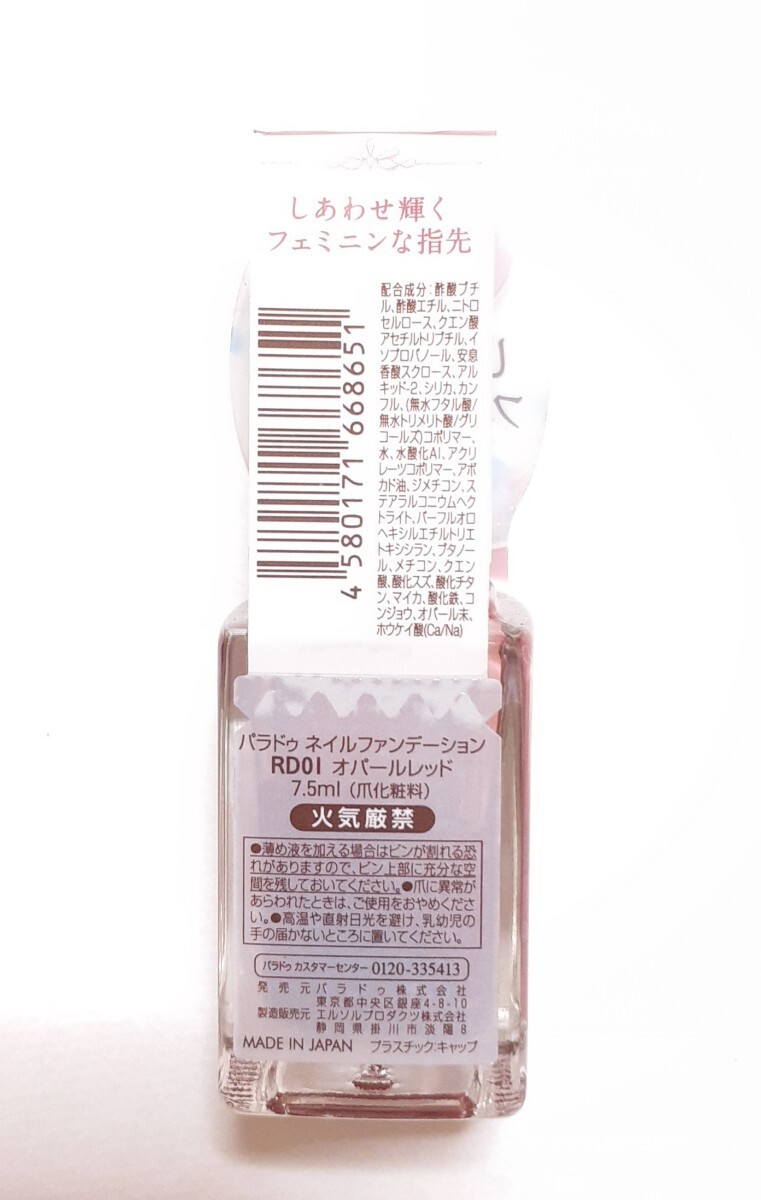 しあわせ輝く
フェミニンな指先
配合成分:酢酸ブチ
ル、酢酸エチル、ニトロ
セルロース、クエン酸
アセチルトリブチル、イ
ソプロパノール、安息
香酸スクロース、アル
キッド-2、シリカ、カン
フル、(無水フタル酸/
無水トリメリト酸/グリ
コールズ)コポリマー、
水、水酸化Al、アクリ
レーツコポリマー、アボ
カド油、ジメチコン、ス
テアラルコニウムヘク
トライト、パーフルオロ
ヘキシルエチルトリエ
トキシシラン、ブタノー
ル、メチコン、クエン
酸、酸化スズ、酸化チタ
ン、マイカ、酸化鉄、コ
ンジョウ、オパール末、
ホウケイ酸(Ca/Na)
4 580171 668651
パラドゥ ネイルファンデーション
RD01 オパールレッド
7.5ml (爪化粧料)
火気厳禁
●薄め液を加える場合はビンが割れる恐
れがありますので、ビン上部に充分な空
間を残しておいてください。●爪に異常が
あらわれたときは、ご使用をおやめくださ
い。●高温や直射日光を避け、乳幼児の
手の届かないところに置いてください。
パラドゥ カスタマーセンター 0120-335413
発売元 パラドゥ株式会社
東京都中央区銀座4-8-10
製造販売元 エルソルプロダクツ株式会社
静岡県掛川市淡陽8
MADE IN JAPAN プラスチック:キャップ